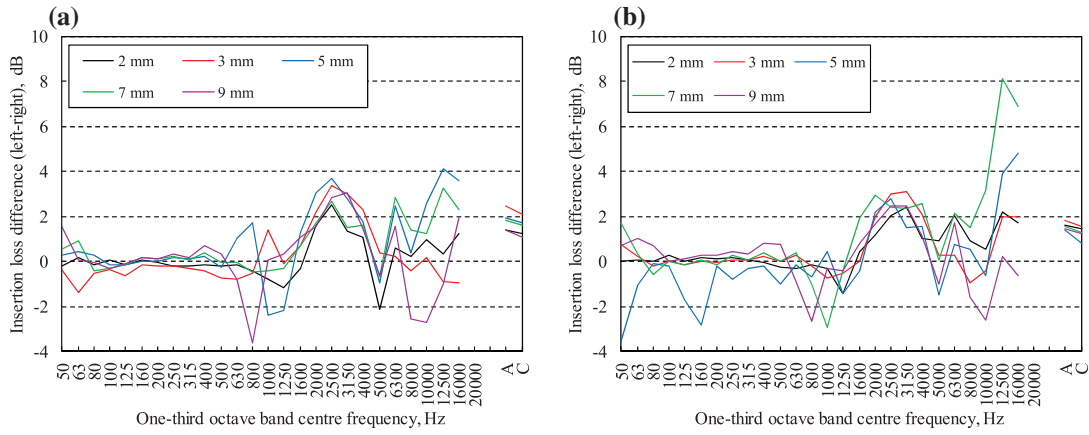 (a)
10
8
6
4
2
0
-2
-4
Insertion loss difference (left-right), dB
2 mm 3 mm 5 mm
7 mm 9 mm
50 63 80 100 125 160 200 250 315 400 500 630 800 1000 1250 1600 2000 2500 3150 4000 5000 6300 8000 10000 12500 16000 20000 A C
One-third octave band centre frequency, Hz
(b)
10
8
6
4
2
0
-2
-4
Insertion loss difference (left-right), dB
2 mm 3 mm 5 mm
7 mm 9 mm
50 63 80 100 125 160 200 250 315 400 500 630 800 1000 1250 1600 2000 2500 3150 4000 5000 6300 8000 10000 12500 16000 20000 A C
One-third octave band centre frequency, Hz